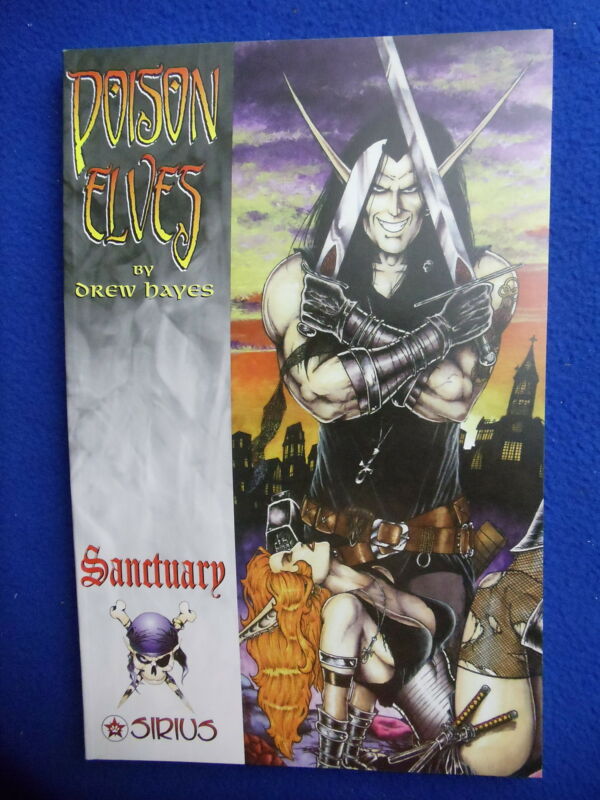 POISON
ELVES
BY
DREW HAYES
Sanctuary
SIRIUS